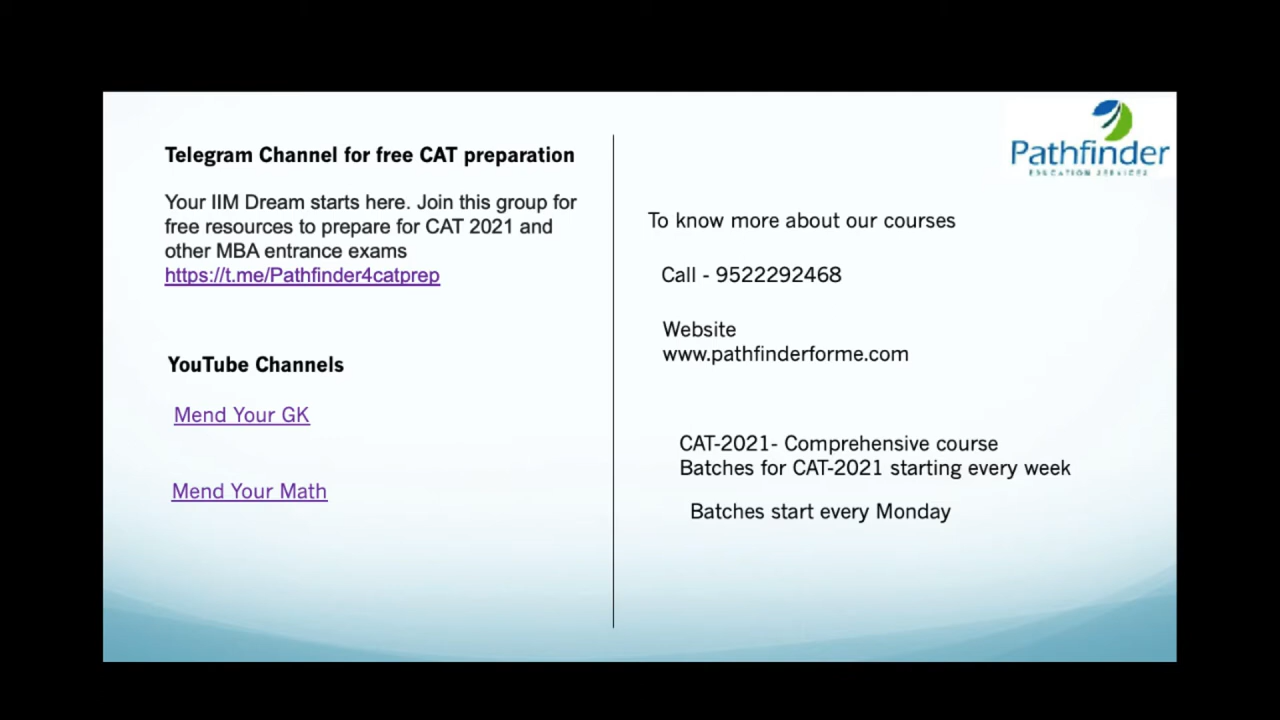 Telegram Channel for free CAT preparation
Your IIM Dream starts here. Join this group for
free resources to prepare for CAT 2021 and
other MBA entrance exams
https://t.me/Pathfinder4catprep
YouTube Channels
Mend Your GK
Mend Your Math
Pathfinder
EDUCATION SERVICES
To know more about our courses
Call - 9522292468
Website
www.pathfinderforme.com
CAT-2021- Comprehensive course
Batches for CAT-2021 starting every week
Batches start every Monday